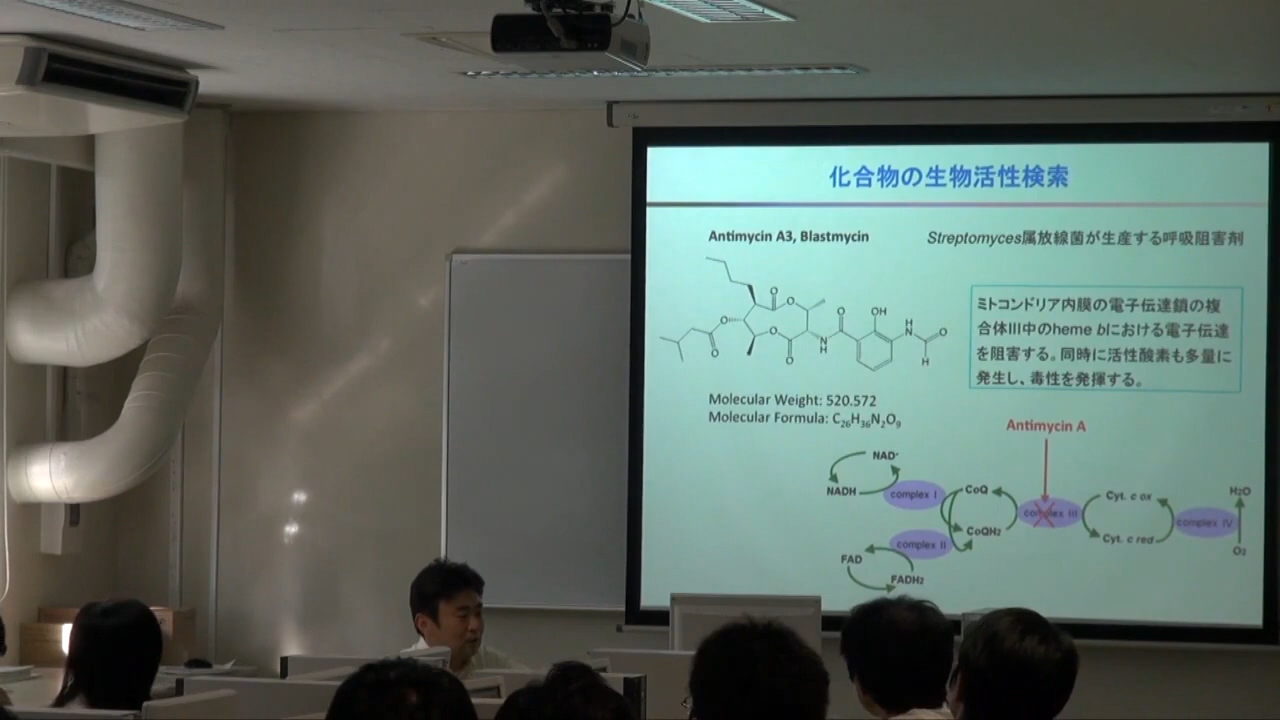 化合物の生物活性検索
Antimycin A3, Blastmycin
Streptomyces属放線菌が生産する呼吸阻害剤
O
O
OH
O
O
H
N
O
O
O
O
N
H
H
ミトコンドリア内膜の電子伝達鎖の複
合体III中のheme bにおける電子伝達
を阻害する。同時に活性酸素も多量に
発生し、毒性を発揮する。
Molecular Weight: 520.572
Molecular Formula: C₂₆H₃₆N₂O₉
Antimycin A
NAD⁺
NADH
complex I
CoQ
CoQH₂
complex II
FAD
FADH₂
complex III
Cyt. c ox
Cyt. c red
complex IV
H₂O
O₂